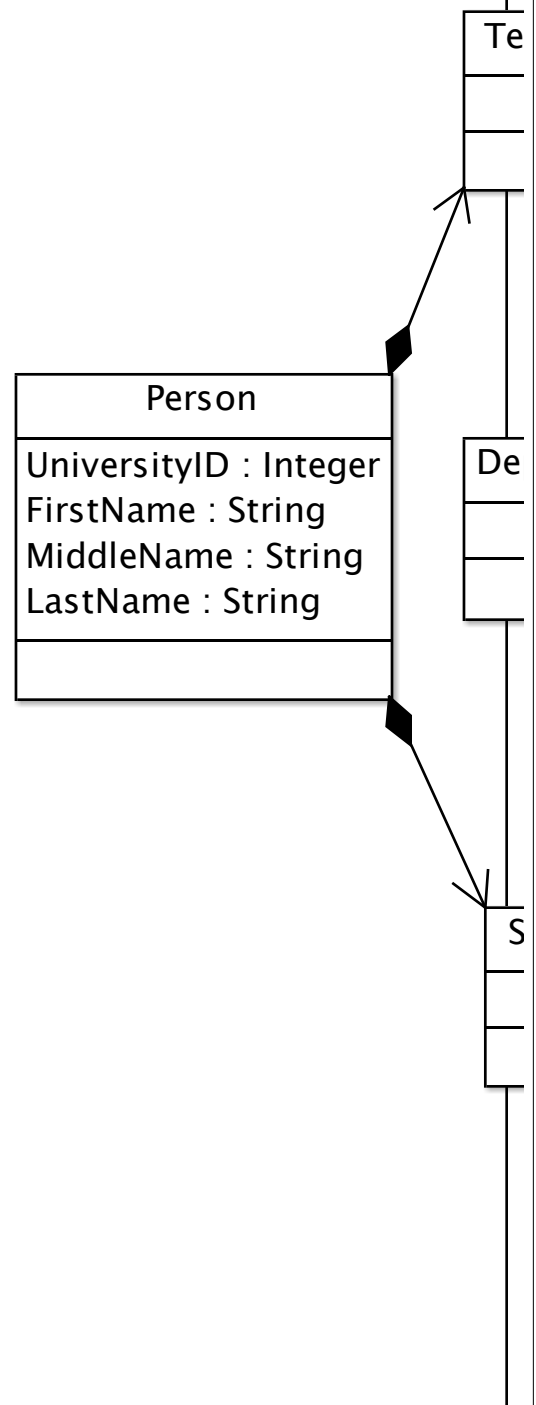 Te
Person
UniversityID : Integer
FirstName : String
MiddleName : String
LastName : String
De
S